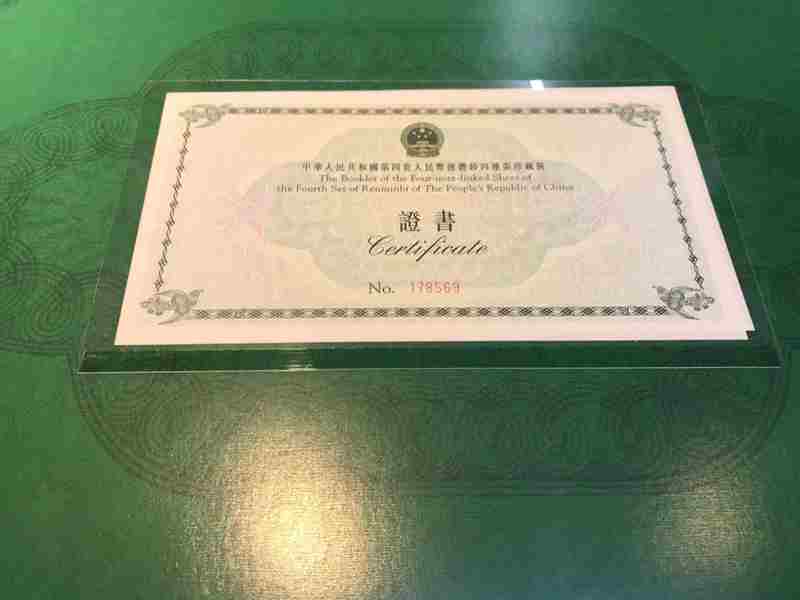 中華人民共和國第四套人民幣連體鈔四連張珍藏冊
The Booklet of the Four-inter-linked Sheet of
the Fourth Set of Renminbi of The People's Republic of China
證書
Certificate
No. 178569